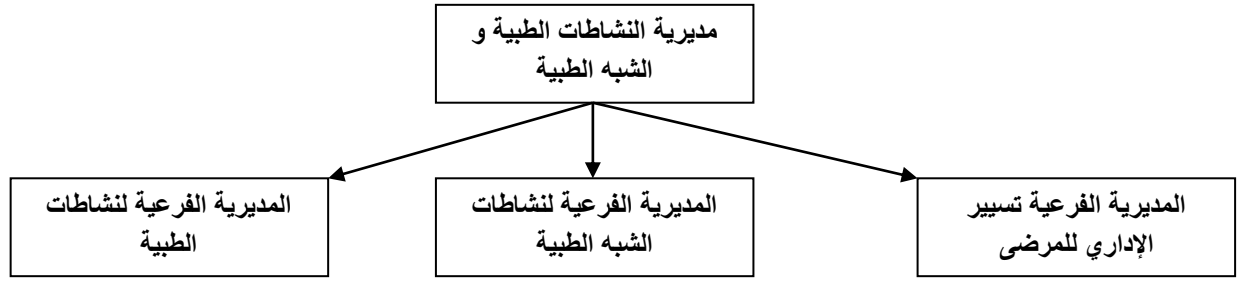 مديرية النشاطات الطبية و
الشبه الطبية
المديرية الفرعية تسيير
الإداري للمرضى
المديرية الفرعية لنشاطات
الشبه الطبية
المديرية الفرعية لنشاطات
الطبية